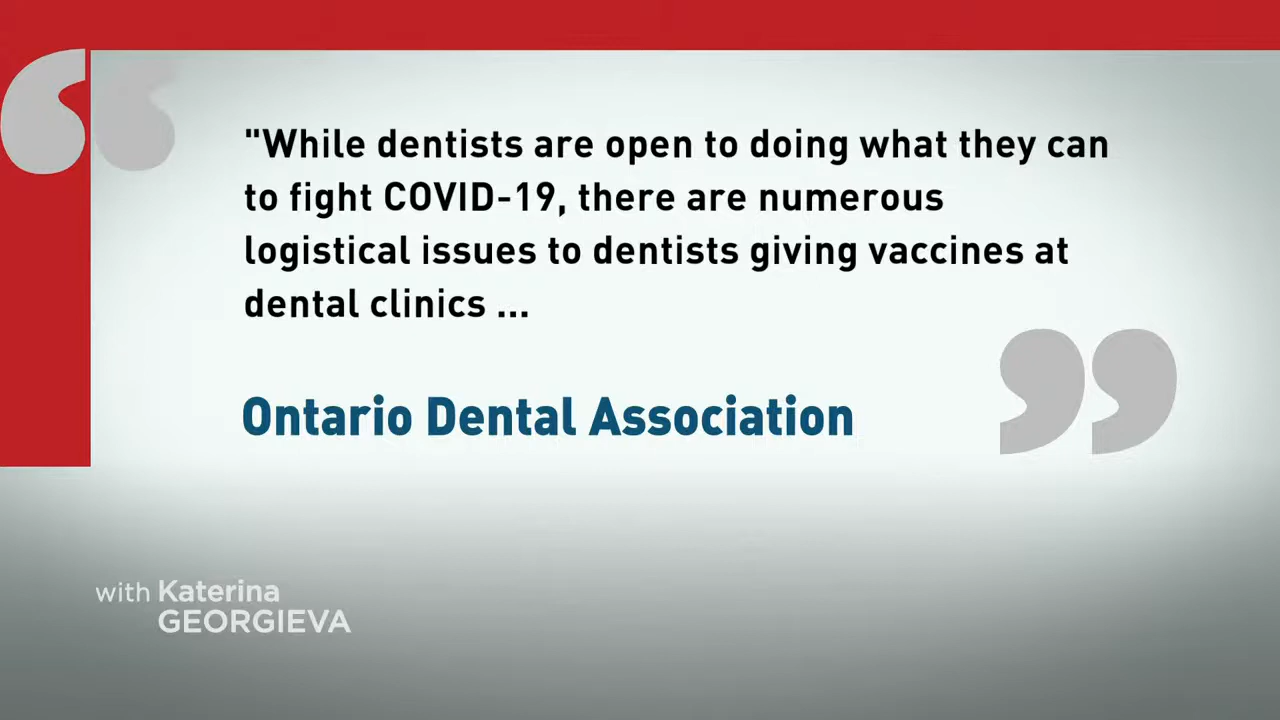 "While dentists are open to doing what they can
to fight COVID-19, there are numerous
logistical issues to dentists giving vaccines at
dental clinics ...
Ontario Dental Association
with Katerina
GEORGIEVA